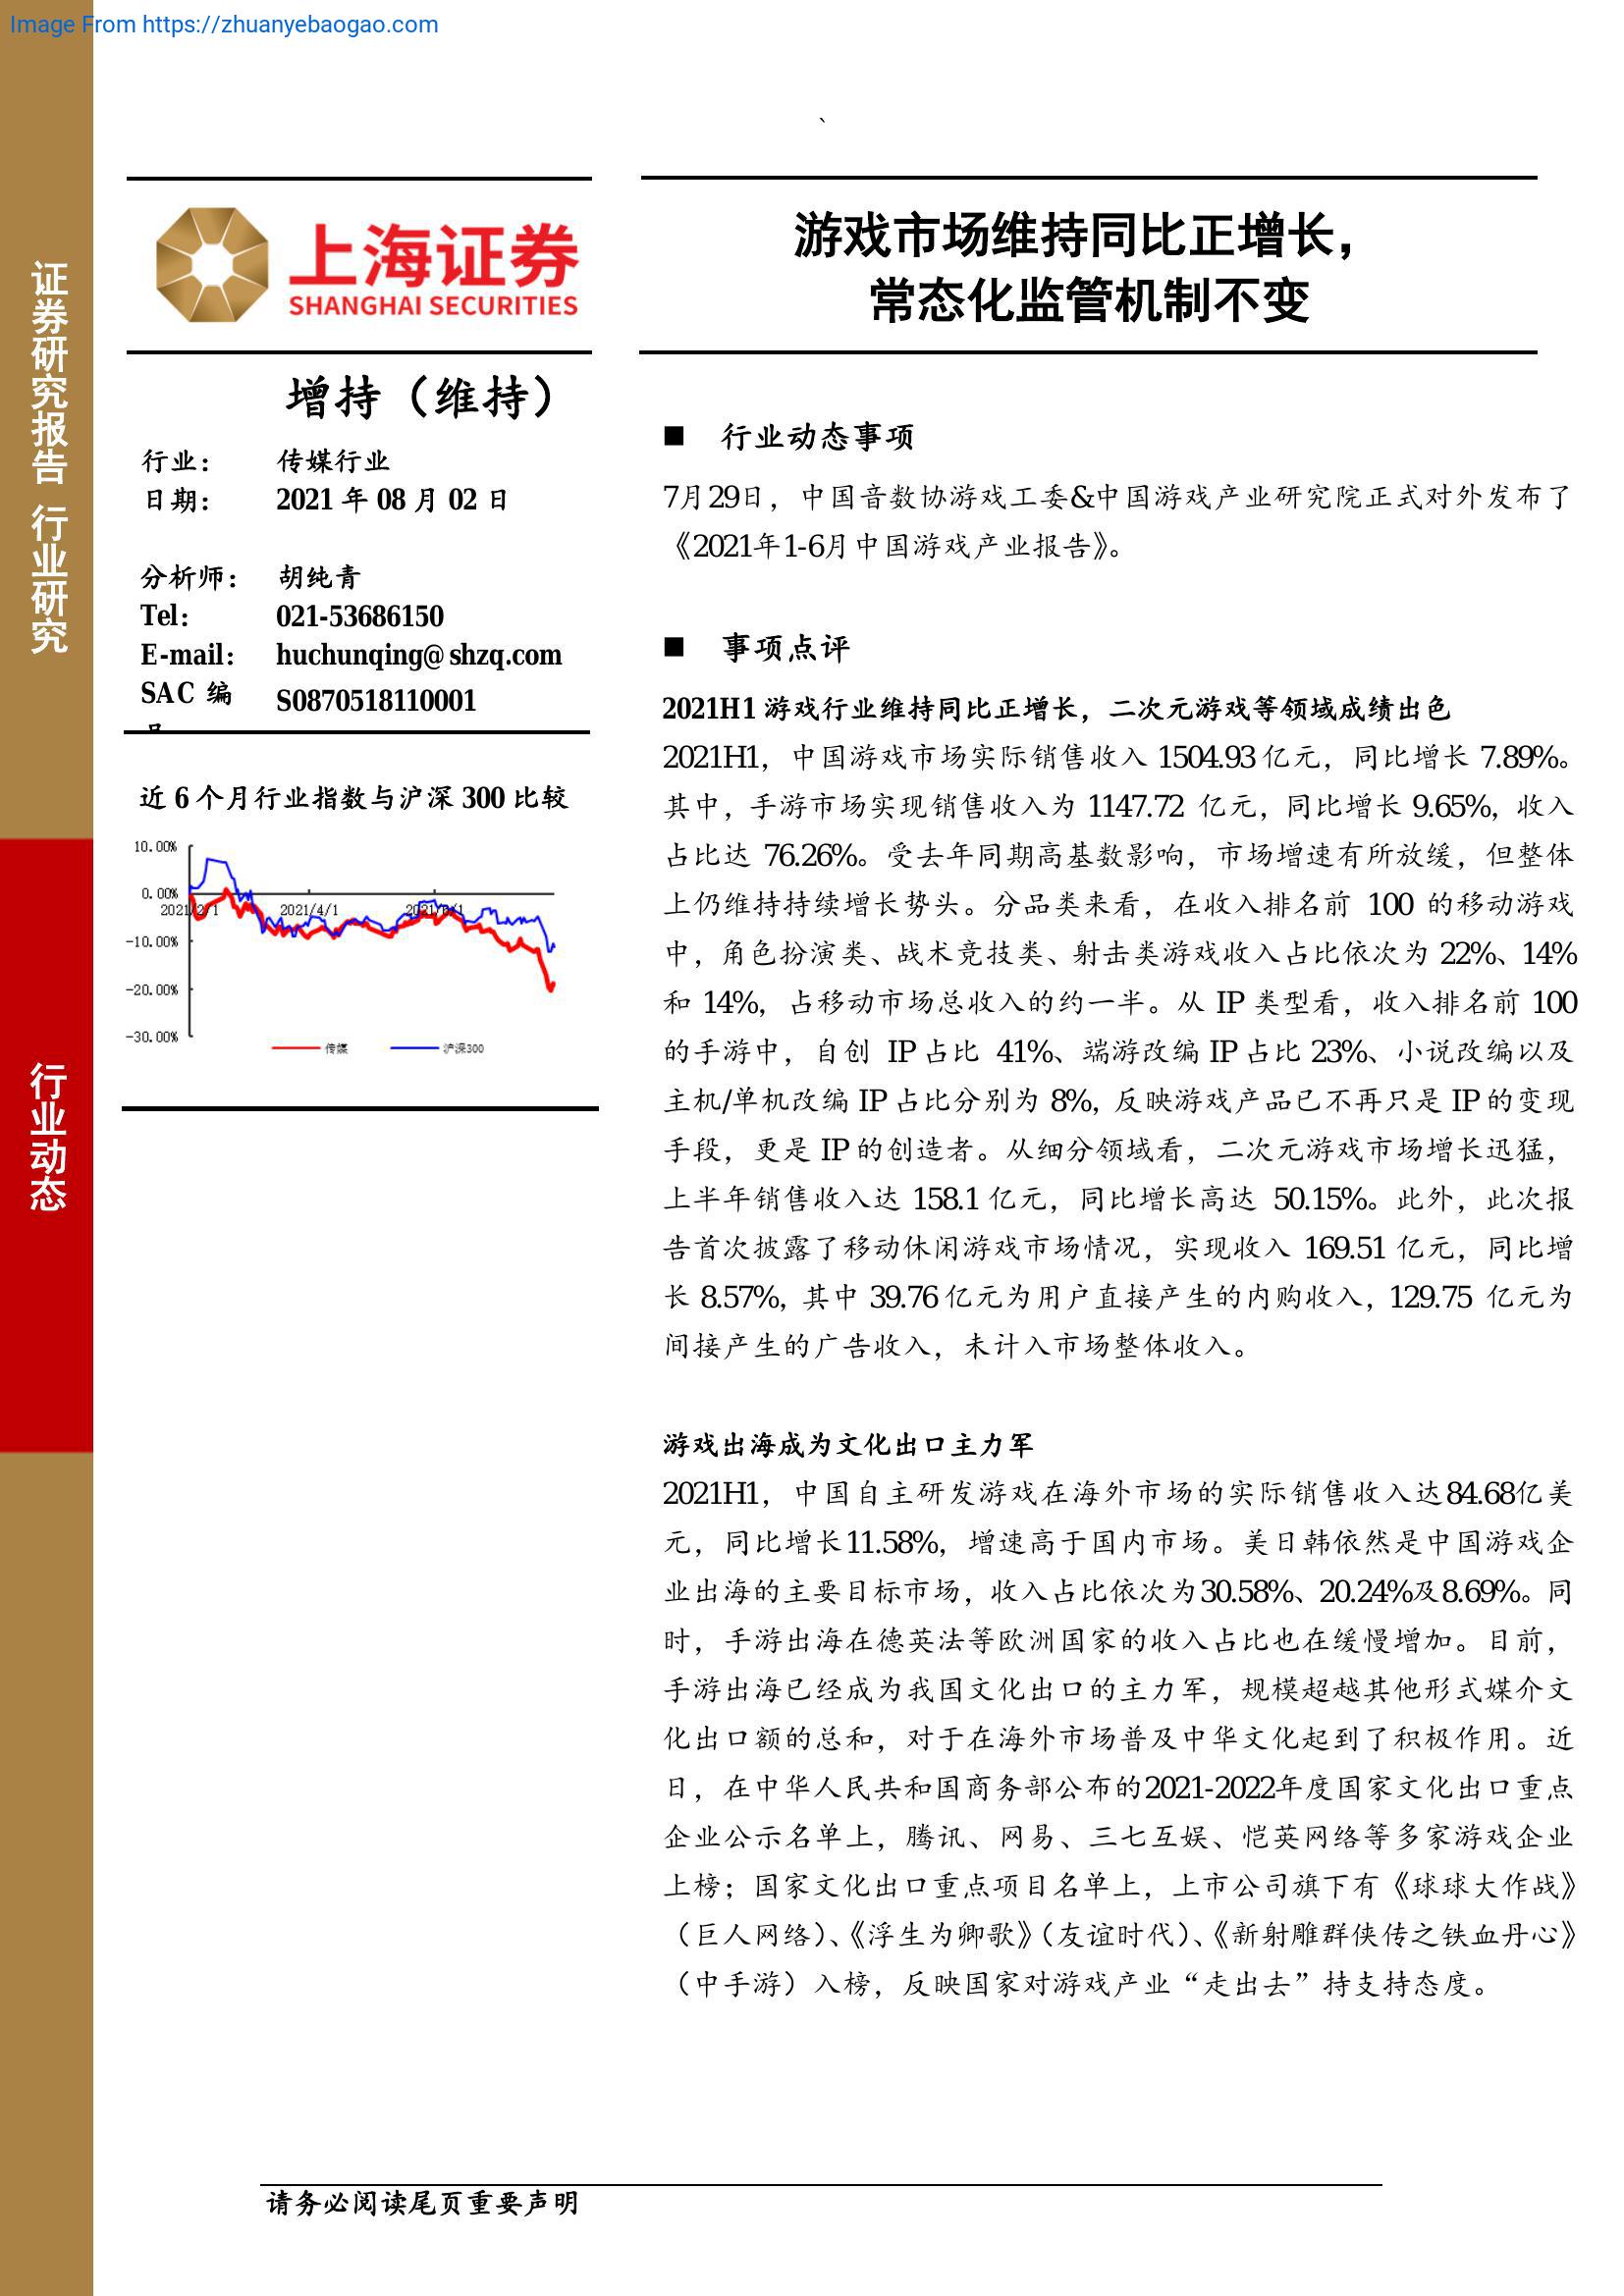 Image From https://zhuanyebaogao.com
、
证券研究报告 行业研究
行业动态
上海证券
SHANGHAI SECURITIES
增持（维持）
行业： 传媒行业
日期： 2021 年 08 月 02 日
分析师： 胡纯青
Tel： 021-53686150
E-mail： huchunqing@shzq.com
SAC 编 S0870518110001
近 6 个月行业指数与沪深 300 比较
10.00%
0.00%
2021/2/1 2021/4/1 2021/6/1
-10.00%
-20.00%
-30.00%
传媒 沪深300
游戏市场维持同比正增长，
常态化监管机制不变
■ 行业动态事项
7月29日，中国音数协游戏工委&中国游戏产业研究院正式对外发布了
《2021年1-6月中国游戏产业报告》。
■ 事项点评
2021H1 游戏行业维持同比正增长，二次元游戏等领域成绩出色
2021H1，中国游戏市场实际销售收入 1504.93 亿元，同比增长 7.89%。
其中，手游市场实现销售收入为 1147.72 亿元，同比增长 9.65%，收入
占比达 76.26%。受去年同期高基数影响，市场增速有所放缓，但整体
上仍维持持续增长势头。分品类来看，在收入排名前 100 的移动游戏
中，角色扮演类、战术竞技类、射击类游戏收入占比依次为 22%、14%
和 14%，占移动市场总收入的约一半。从 IP 类型看，收入排名前 100
的手游中，自创 IP 占比 41%、端游改编 IP 占比 23%、小说改编以及
主机/单机改编 IP 占比分别为 8%，反映游戏产品已不再只是 IP 的变现
手段，更是 IP 的创造者。从细分领域看，二次元游戏市场增长迅猛，
上半年销售收入达 158.1 亿元，同比增长高达 50.15%。此外，此次报
告首次披露了移动休闲游戏市场情况，实现收入 169.51 亿元，同比增
长 8.57%，其中 39.76 亿元为用户直接产生的内购收入，129.75 亿元为
间接产生的广告收入，未计入市场整体收入。
游戏出海成为文化出口主力军
2021H1，中国自主研发游戏在海外市场的实际销售收入达84.68亿美
元，同比增长11.58%，增速高于国内市场。美日韩依然是中国游戏企
业出海的主要目标市场，收入占比依次为30.58%、20.24%及8.69%。同
时，手游出海在德英法等欧洲国家的收入占比也在缓慢增加。目前，
手游出海已经成为我国文化出口的主力军，规模超越其他形式媒介文
化出口额的总和，对于在海外市场普及中华文化起到了积极作用。近
日，在中华人民共和国商务部公布的2021-2022年度国家文化出口重点
企业公示名单上，腾讯、网易、三七互娱、恺英网络等多家游戏企业
上榜；国家文化出口重点项目名单上，上市公司旗下有《球球大作战》
（巨人网络）、《浮生为卿歌》（友谊时代）、《新射雕群侠传之铁血丹心》
（中手游）入榜，反映国家对游戏产业“走出去”持支持态度。
请务必阅读尾页重要声明